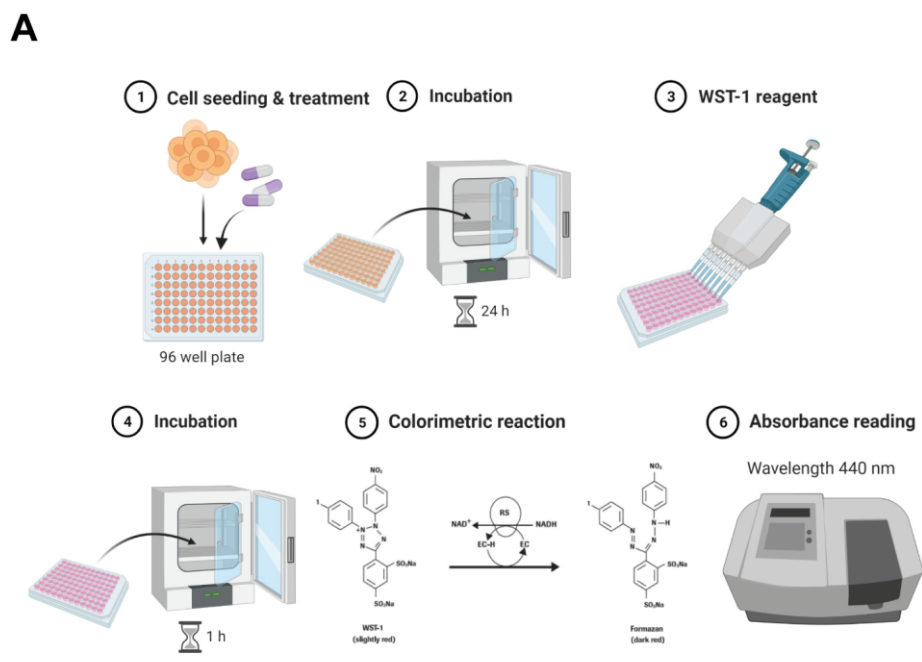 A
1 Cell seeding & treatment
2 Incubation
3 WST-1 reagent
24 h
96 well plate
4 Incubation
5 Colorimetric reaction
6 Absorbance reading
Wavelength 440 nm
NO₂
NO₂
1
1
RS
NAD⁺
NADH
EC-H
EC
N
N
N
N
+
N
N
N
N
H
SO₃Na
SO₃Na
SO₃Na
SO₃Na
WST-1
(slightly red)
Formazan
(dark red)
1 h